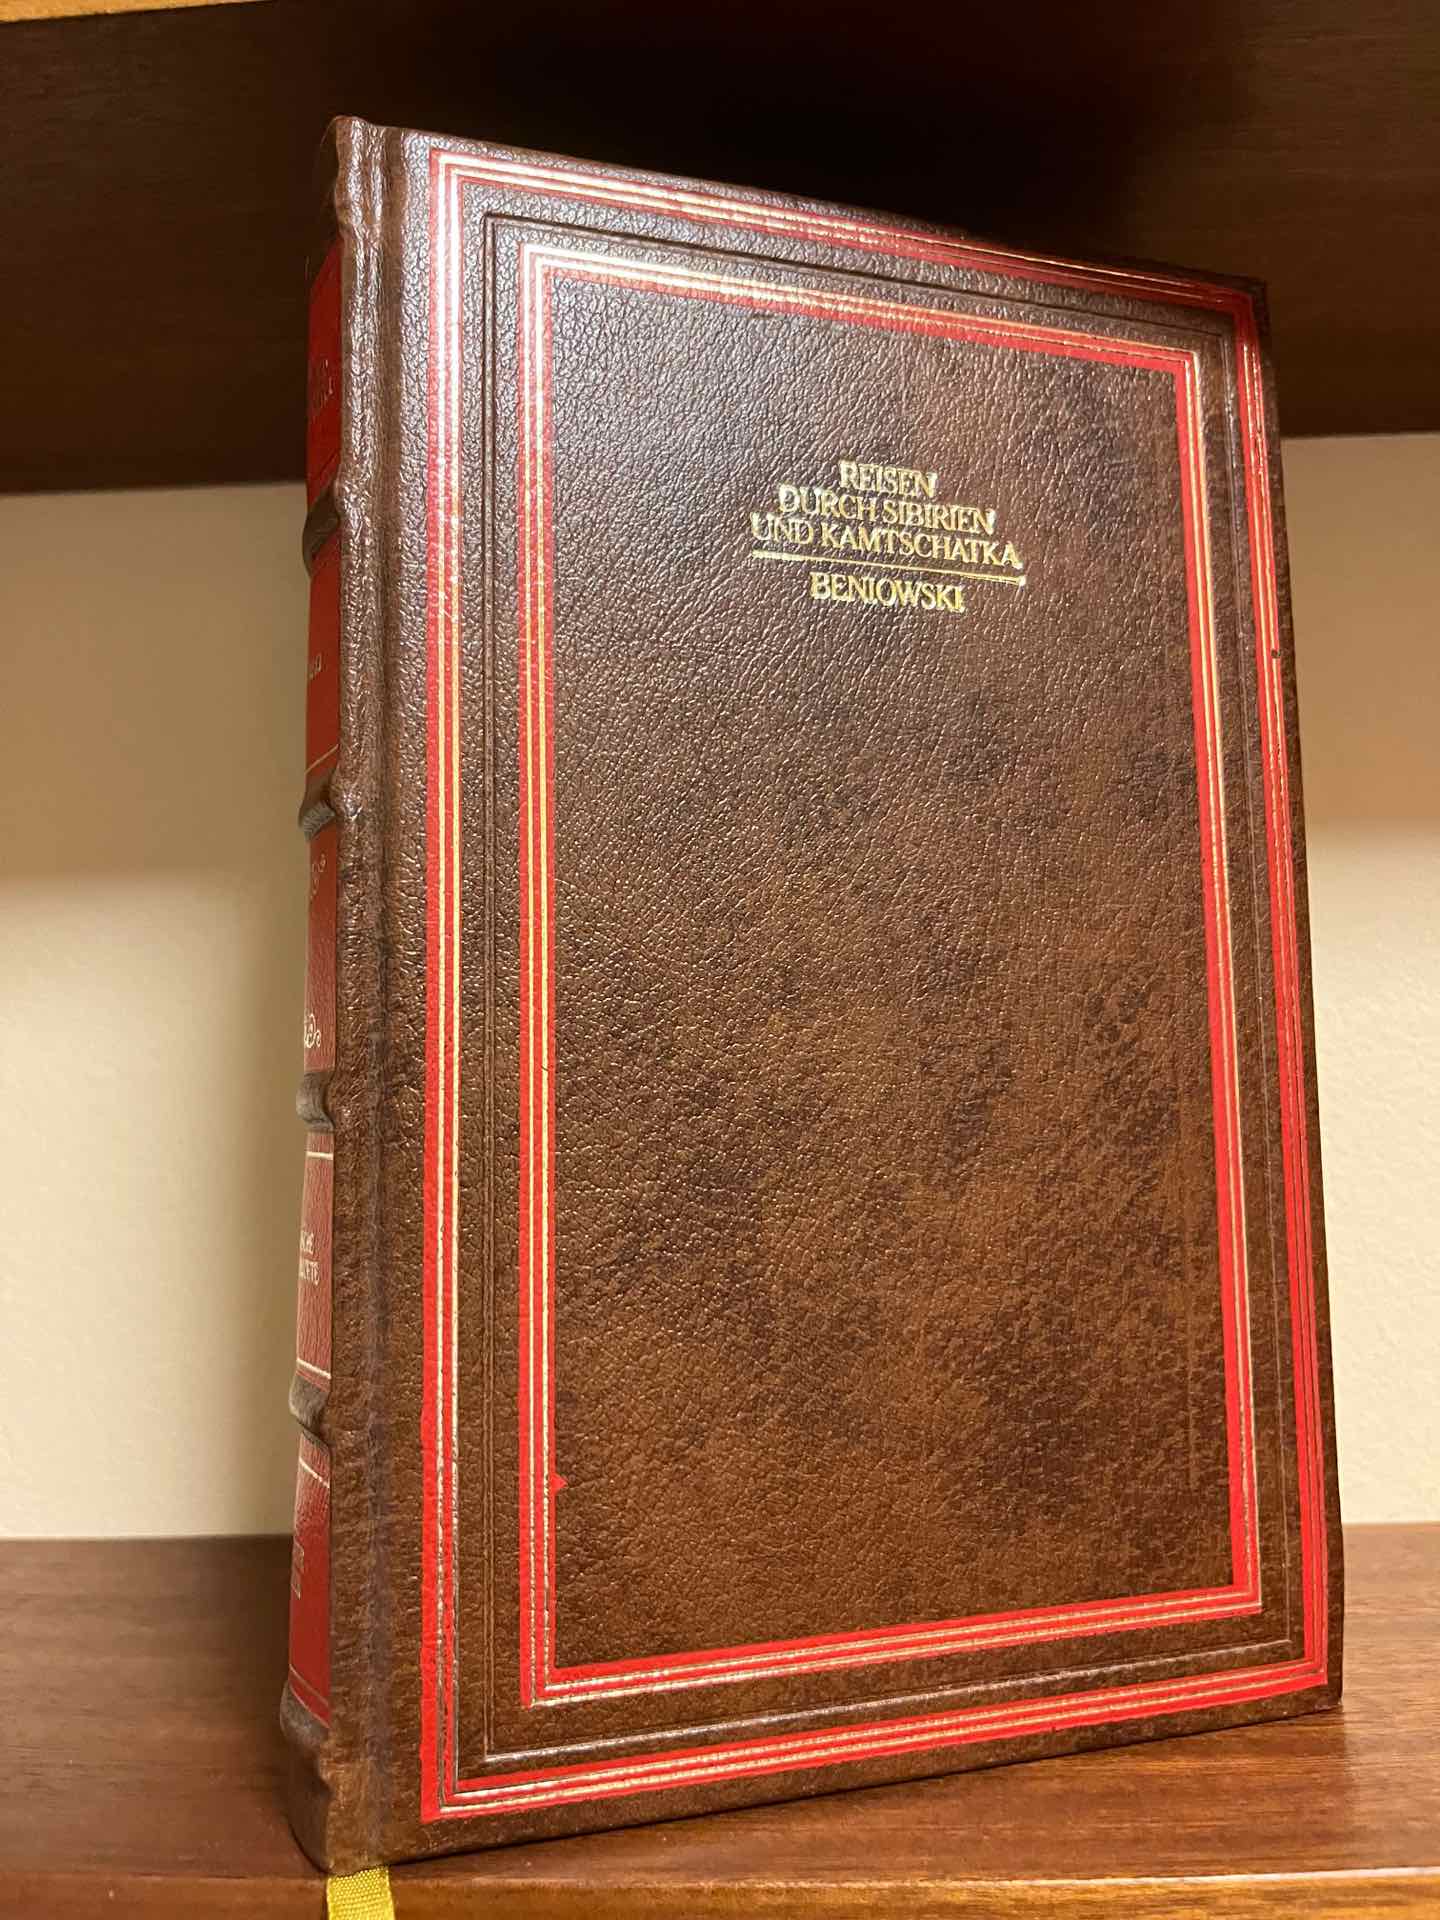 REISEN
DURCH SIBIRIEN
UND KAMTSCHATKA
BENIOWSKI